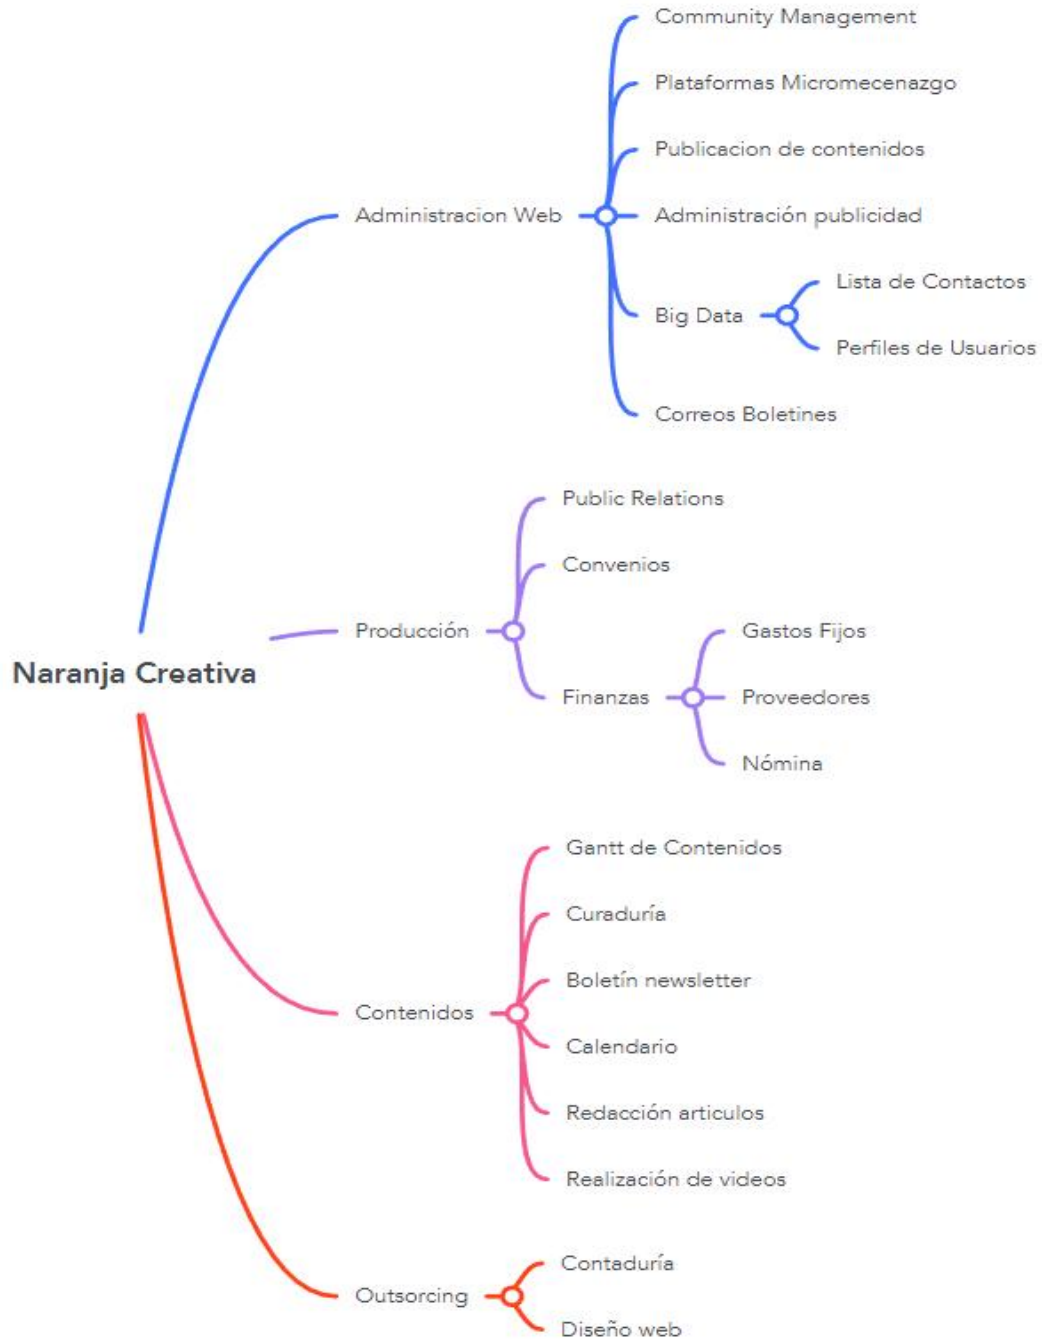 Community Management
Plataformas Micromecenazgo
Publicacion de contenidos
Administracion Web
Administración publicidad
Lista de Contactos
Big Data
Perfiles de Usuarios
Correos Boletines
Public Relations
Convenios
Producción
Gastos Fijos
Naranja Creativa
Finanzas
Proveedores
Nómina
Gantt de Contenidos
Curaduría
Boletín newsletter
Contenidos
Calendario
Redacción articulos
Realización de videos
Contaduría
Outsorcing
Diseño web